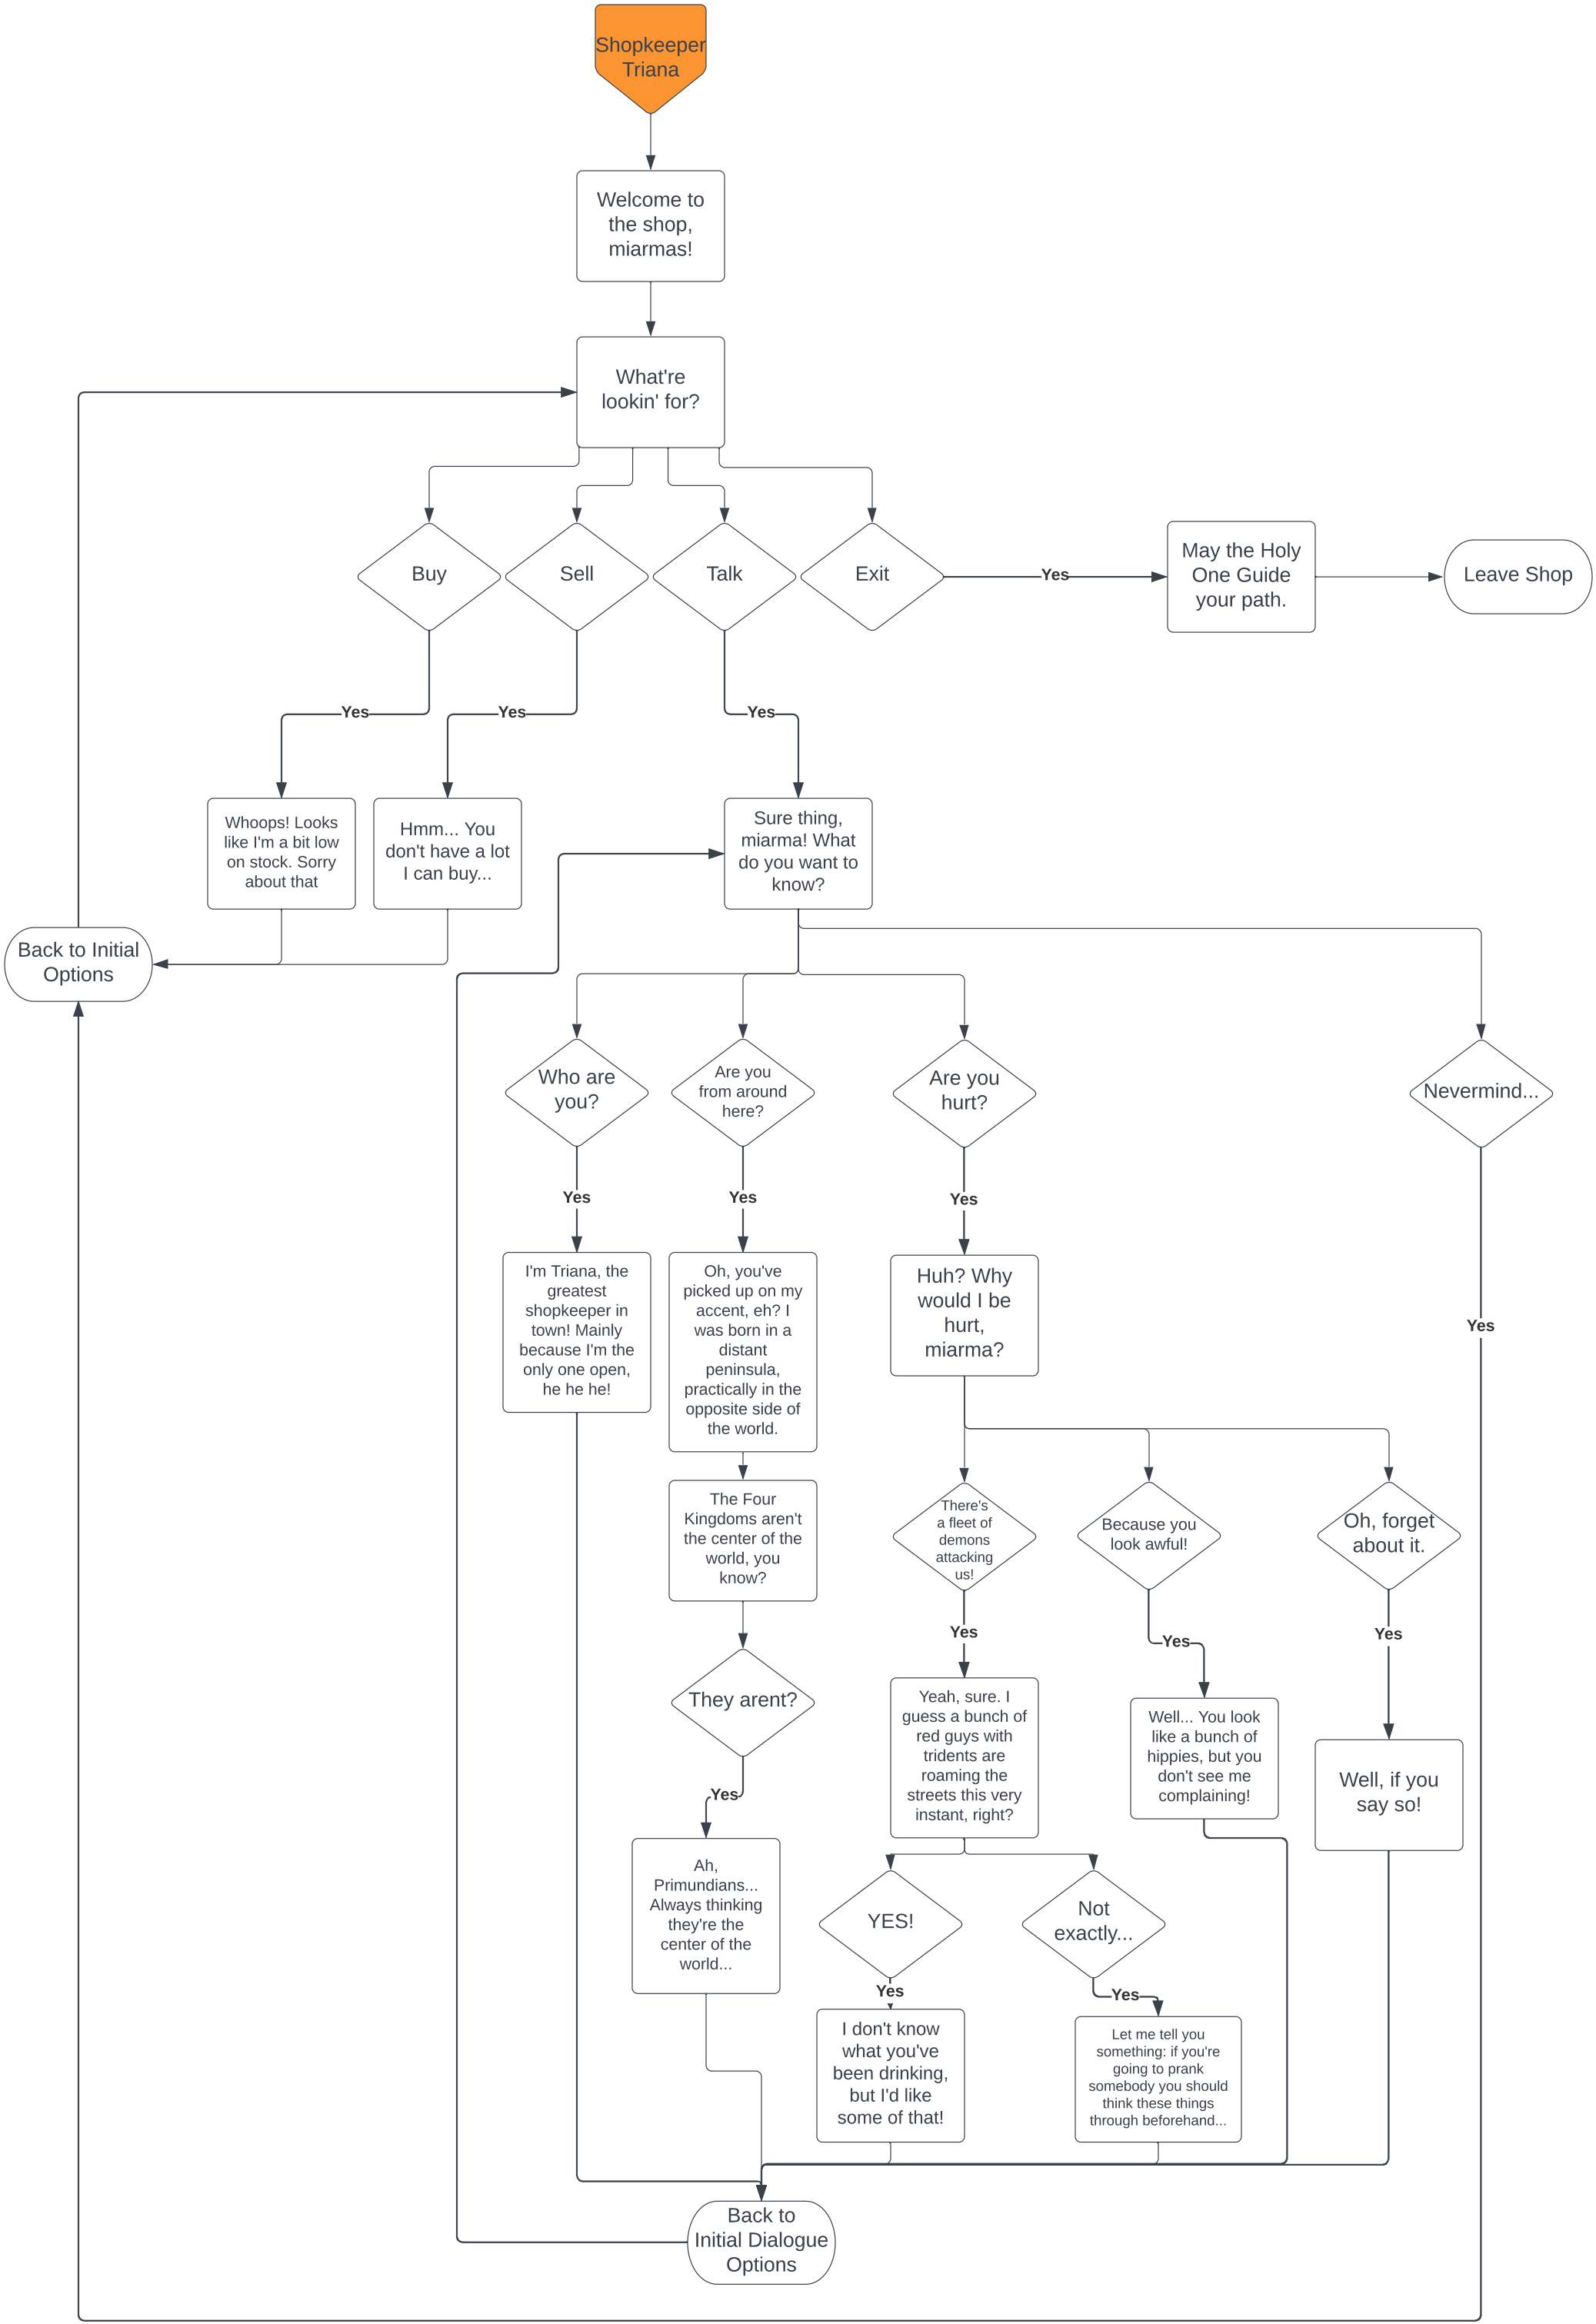 Shopkeeper
Triana
Welcome to
the shop,
miarmas!
What're
lookin' for?
Buy
Sell
Talk
Exit
Yes
May the Holy
One Guide
your path.
Leave Shop
Yes
Yes
Yes
Whoops! Looks
like I'm a bit low
on stock. Sorry
about that
Hmm... You
don't have a lot
I can buy...
Sure thing,
miarma! What
do you want to
know?
Back to Initial
Options
Who are
you?
Are you
from around
here?
Are you
hurt?
Nevermind...
Yes
Yes
Yes
Yes
I'm Triana, the
greatest
shopkeeper in
town! Mainly
because I'm the
only one open,
he he he!
Oh, you've
picked up on my
accent, eh? I
was born in a
distant
peninsula,
practically in the
opposite side of
the world.
Huh? Why
would I be
hurt,
miarma?
The Four
Kingdoms aren't
the center of the
world, you
know?
There's
a fleet of
demons
attacking
us!
Because you
look awful!
Oh, forget
about it.
Yes
Yes
Yes
They arent?
Yes
Yeah, sure. I
guess a bunch of
red guys with
tridents are
roaming the
streets this very
instant, right?
Well... You look
like a bunch of
hippies, but you
don't see me
complaining!
Well, if you
say so!
Ah,
Primundians...
Always thinking
they're the
center of the
world...
YES!
Not
exactly...
Yes
Yes
I don't know
what you've
been drinking,
but I'd like
some of that!
Let me tell you
something: if you're
going to prank
somebody you should
think these things
through beforehand...
Back to
Initial Dialogue
Options